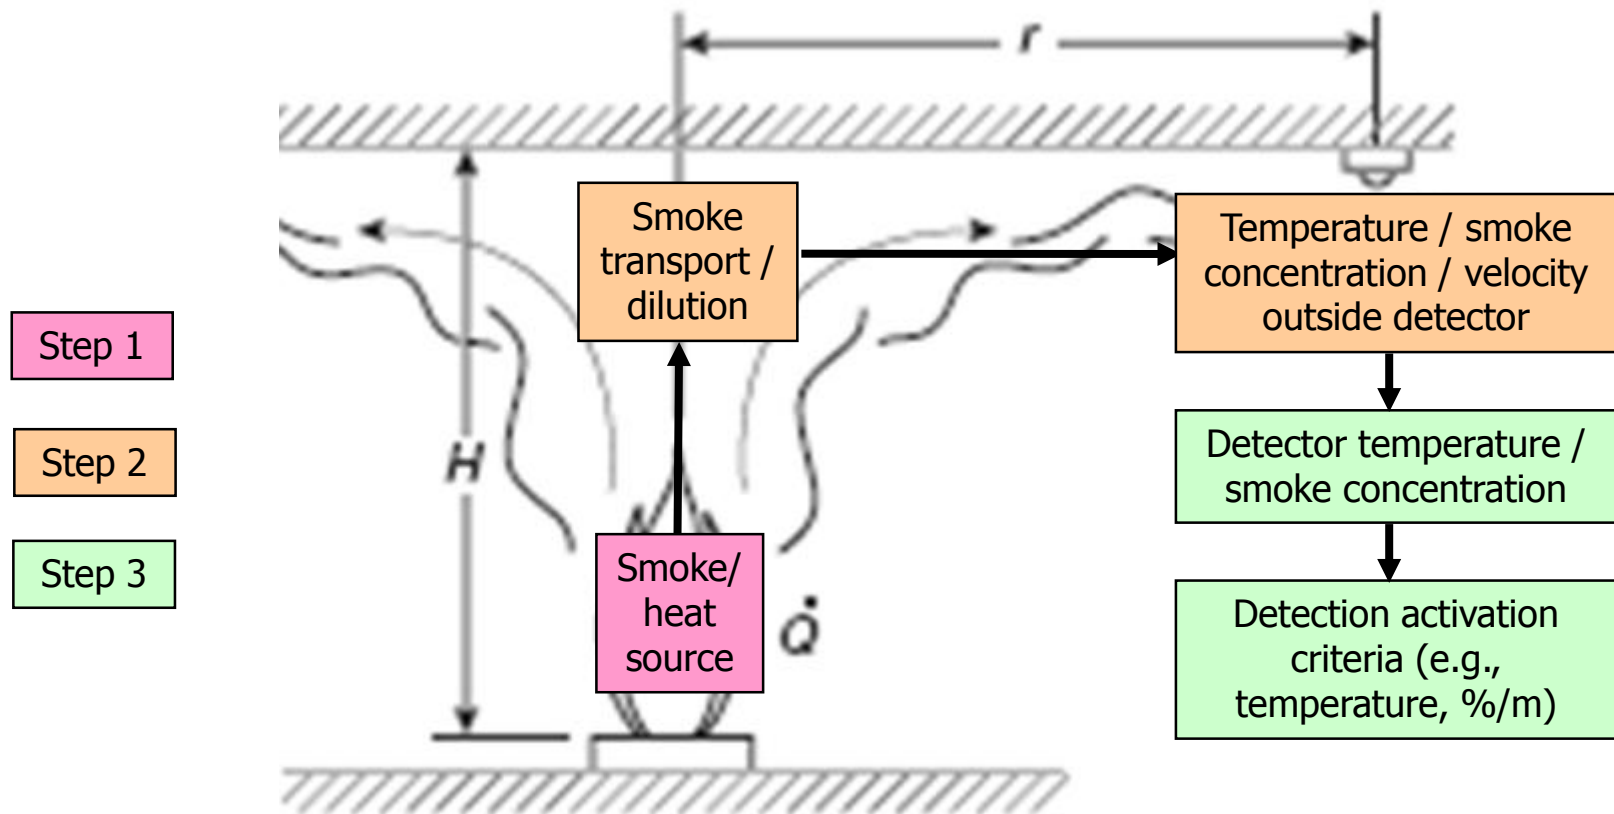 r
Smoke
transport /
dilution
Temperature / smoke
concentration / velocity
outside detector
Step 1
Step 2
Step 3
H
Detector temperature /
smoke concentration
Smoke/
heat
source
Q̇
Detection activation
criteria (e.g.,
temperature, %/m)